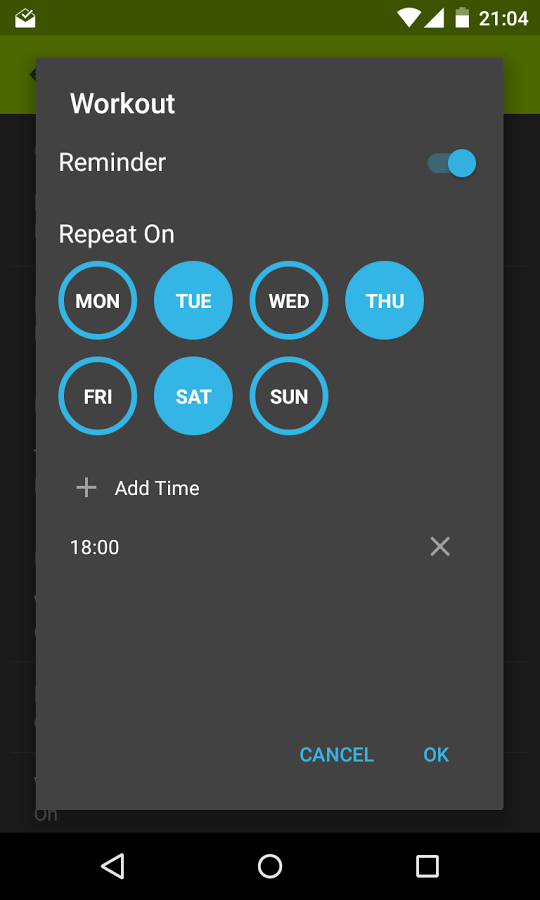 21:04
Workout
Reminder
Repeat On
MON TUE WED THU
FRI SAT SUN
Add Time
18:00
CANCEL OK
On